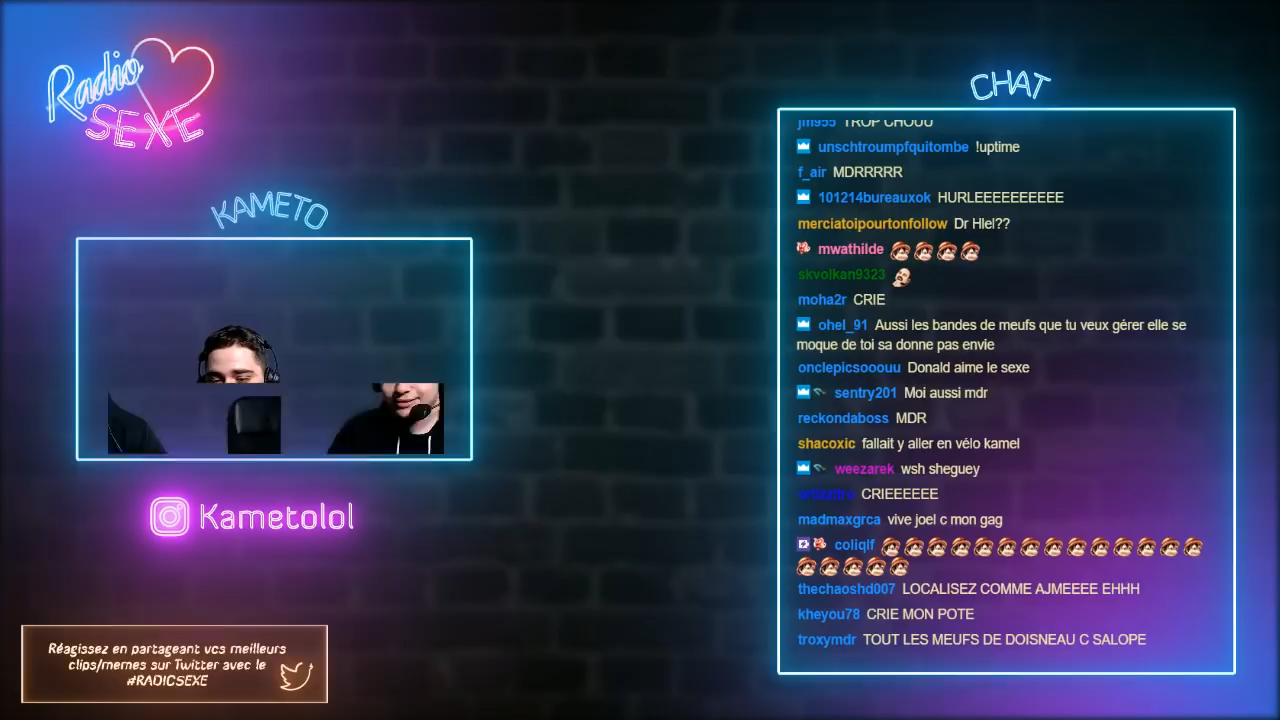 Radio
SEXE
KAMETO
Kametolol
Réagissez en partageant vos meilleurs
clips/memes sur Twitter avec le
#RADIOSEXE
CHAT
jm955 TROP CHOUU
unschtroumpfquitombe !uptime
f_air MDRRRRR
101214bureauxok HURLEEEEEEEEEE
merciatoipourtonfollow Dr Hlel??
mwathilde
skvolkan9323
moha2r CRIE
ohel_91 Aussi les bandes de meufs que tu veux gérer elle se
moque de toi sa donne pas envie
onclepicsooouu Donald aime le sexe
sentry201 Moi aussi mdr
reckondaboss MDR
shacoxic fallait y aller en vélo kamel
weezarek wsh sheguey
CRIEEEEEE
madmaxgrca vive joel c mon gag
coliqlf
thechaoshd007 LOCALISEZ COMME AJMEEEE EHHH
kheyou78 CRIE MON POTE
troxymdr TOUT LES MEUFS DE DOISNEAU C SALOPE